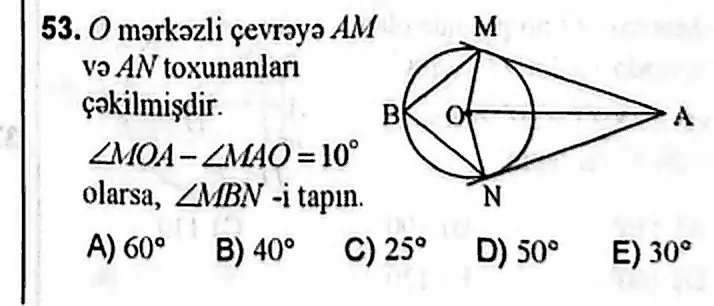 53. O mərkəzli çevrəyə AM
və AN toxunanları
çəkilmişdir.
∠MOA – ∠MAO = 10°
olarsa, ∠MBN -i tapın.
M
B
O
A
N
A) 60° B) 40° C) 25° D) 50° E) 30°